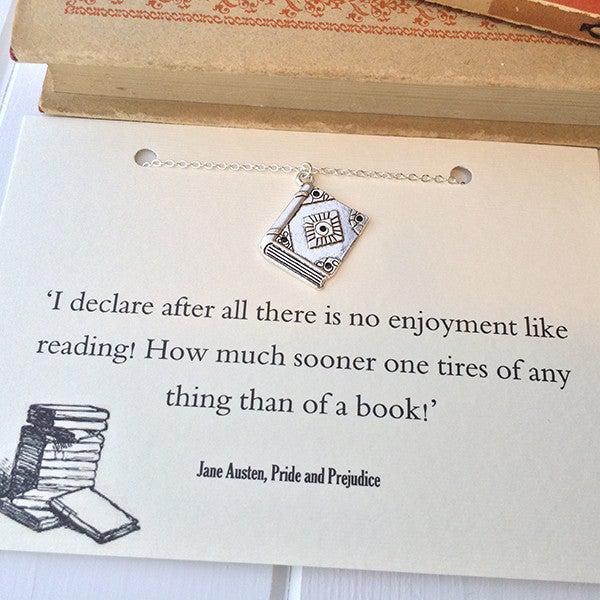 ‘I declare after all there is no enjoyment like
reading! How much sooner one tires of any
thing than of a book!’
Jane Austen, Pride and Prejudice